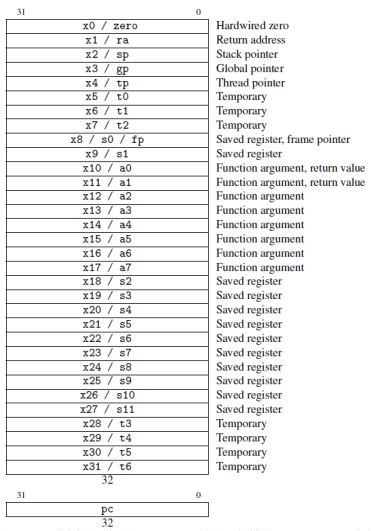 31 0
x0 / zero Hardwired zero
x1 / ra Return address
x2 / sp Stack pointer
x3 / gp Global pointer
x4 / tp Thread pointer
x5 / t0 Temporary
x6 / t1 Temporary
x7 / t2 Temporary
x8 / s0 / fp Saved register, frame pointer
x9 / s1 Saved register
x10 / a0 Function argument, return value
x11 / a1 Function argument, return value
x12 / a2 Function argument
x13 / a3 Function argument
x14 / a4 Function argument
x15 / a5 Function argument
x16 / a6 Function argument
x17 / a7 Function argument
x18 / s2 Saved register
x19 / s3 Saved register
x20 / s4 Saved register
x21 / s5 Saved register
x22 / s6 Saved register
x23 / s7 Saved register
x24 / s8 Saved register
x25 / s9 Saved register
x26 / s10 Saved register
x27 / s11 Saved register
x28 / t3 Temporary
x29 / t4 Temporary
x30 / t5 Temporary
x31 / t6 Temporary
32
31 0
pc
32